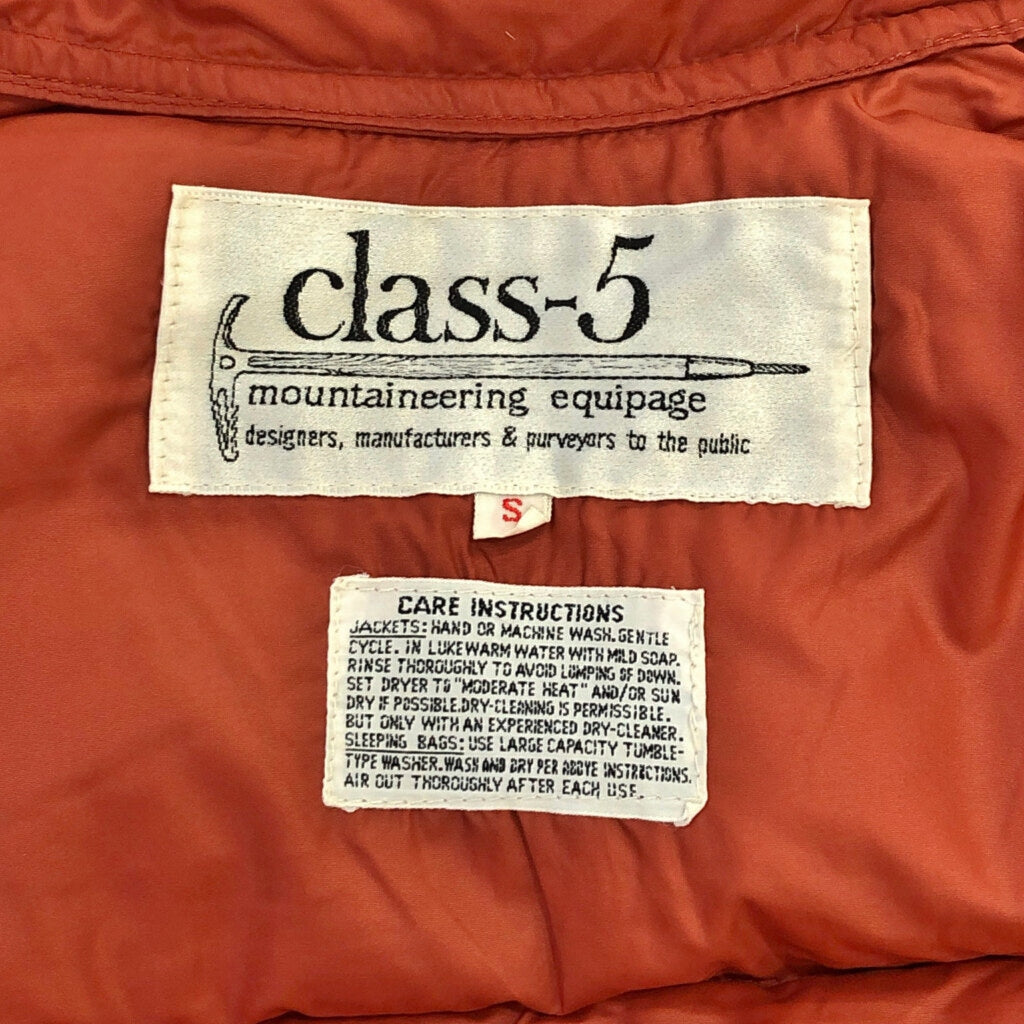 class-5
mountaineering equipage
designers, manufacturers & purveyors to the public
S
CARE INSTRUCTIONS
JACKETS: HAND OR MACHINE WASH. GENTLE
CYCLE. IN LUKEWARM WATER WITH MILD SOAP.
RINSE THOROUGHLY TO AVOID LUMPING OF DOWN.
SET DRYER TO "MODERATE HEAT" AND/OR SUN
DRY IF POSSIBLE. DRY-CLEANING IS PERMISSIBLE.
BUT ONLY WITH AN EXPERIENCED DRY-CLEANER.
SLEEPING BAGS: USE LARGE CAPACITY TUMBLE-
TYPE WASHER. WASH AND DRY PER ABOVE INSTRECTIONS.
AIR OUT THOROUGHLY AFTER EACH USE.